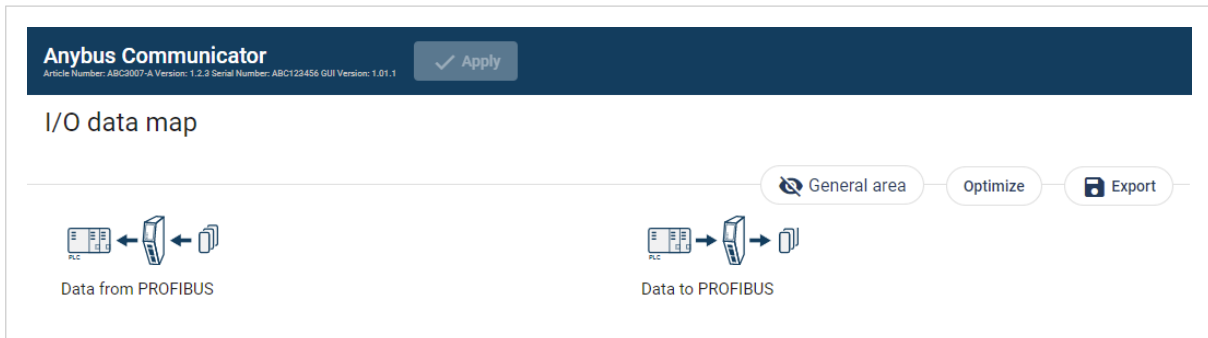 Anybus Communicator
Article Number: ABC3007-A Version: 1.2.3 Serial Number: ABC123456 GUI Version: 1.01.1
Apply
I/O data map
General area
Optimize
Export
PLC
PLC
Data from PROFIBUS
Data to PROFIBUS